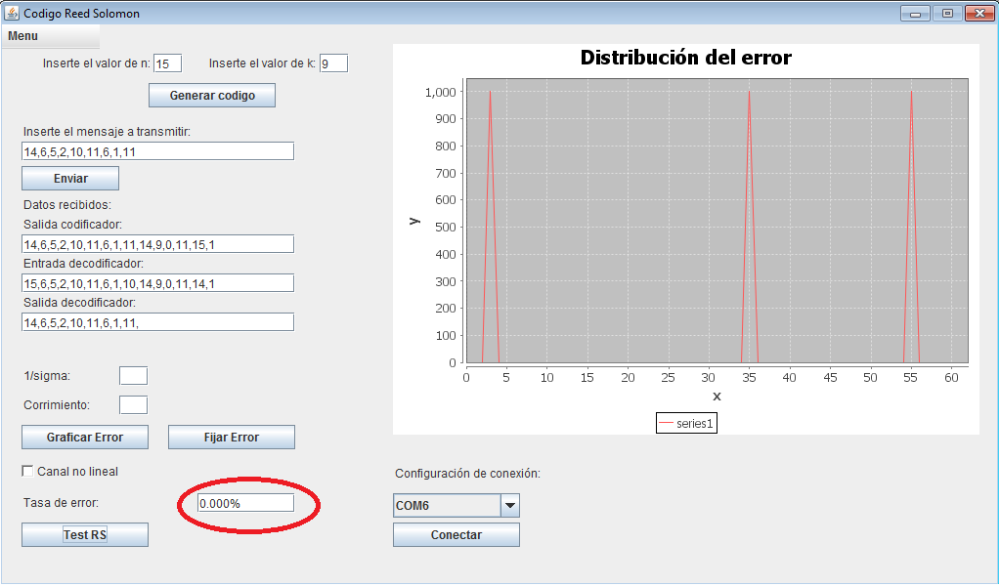 Codigo Reed Solomon
Menu
Inserte el valor de n: 15 Inserte el valor de k: 9
Generar codigo
Inserte el mensaje a transmitir:
14,6,5,2,10,11,6,1,11
Enviar
Datos recibidos:
Salida codificador:
14,6,5,2,10,11,6,1,11,14,9,0,11,15,1
Entrada decodificador:
15,6,5,2,10,11,6,1,10,14,9,0,11,14,1
Salida decodificador:
14,6,5,2,10,11,6,1,11,
1/sigma:
Corrimiento:
Graficar Error Fijar Error
Canal no lineal
Tasa de error: 0.000%
Test RS
Distribución del error
1,000
900
800
700
600
500
400
300
200
100
0
y
0 5 10 15 20 25 30 35 40 45 50 55 60
x
series1
Configuración de conexión:
COM6
Conectar